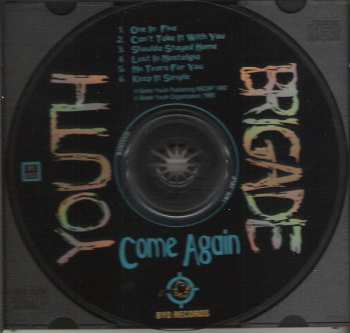 1. One In Five
2. Can't Take It With You
3. Shoulda Stayed Home
4. Lost In Nostalgia
5. No Tears For You
6. Keep It Simple
YOUTH
BRIGADE
Come Again
BYO RECORDS